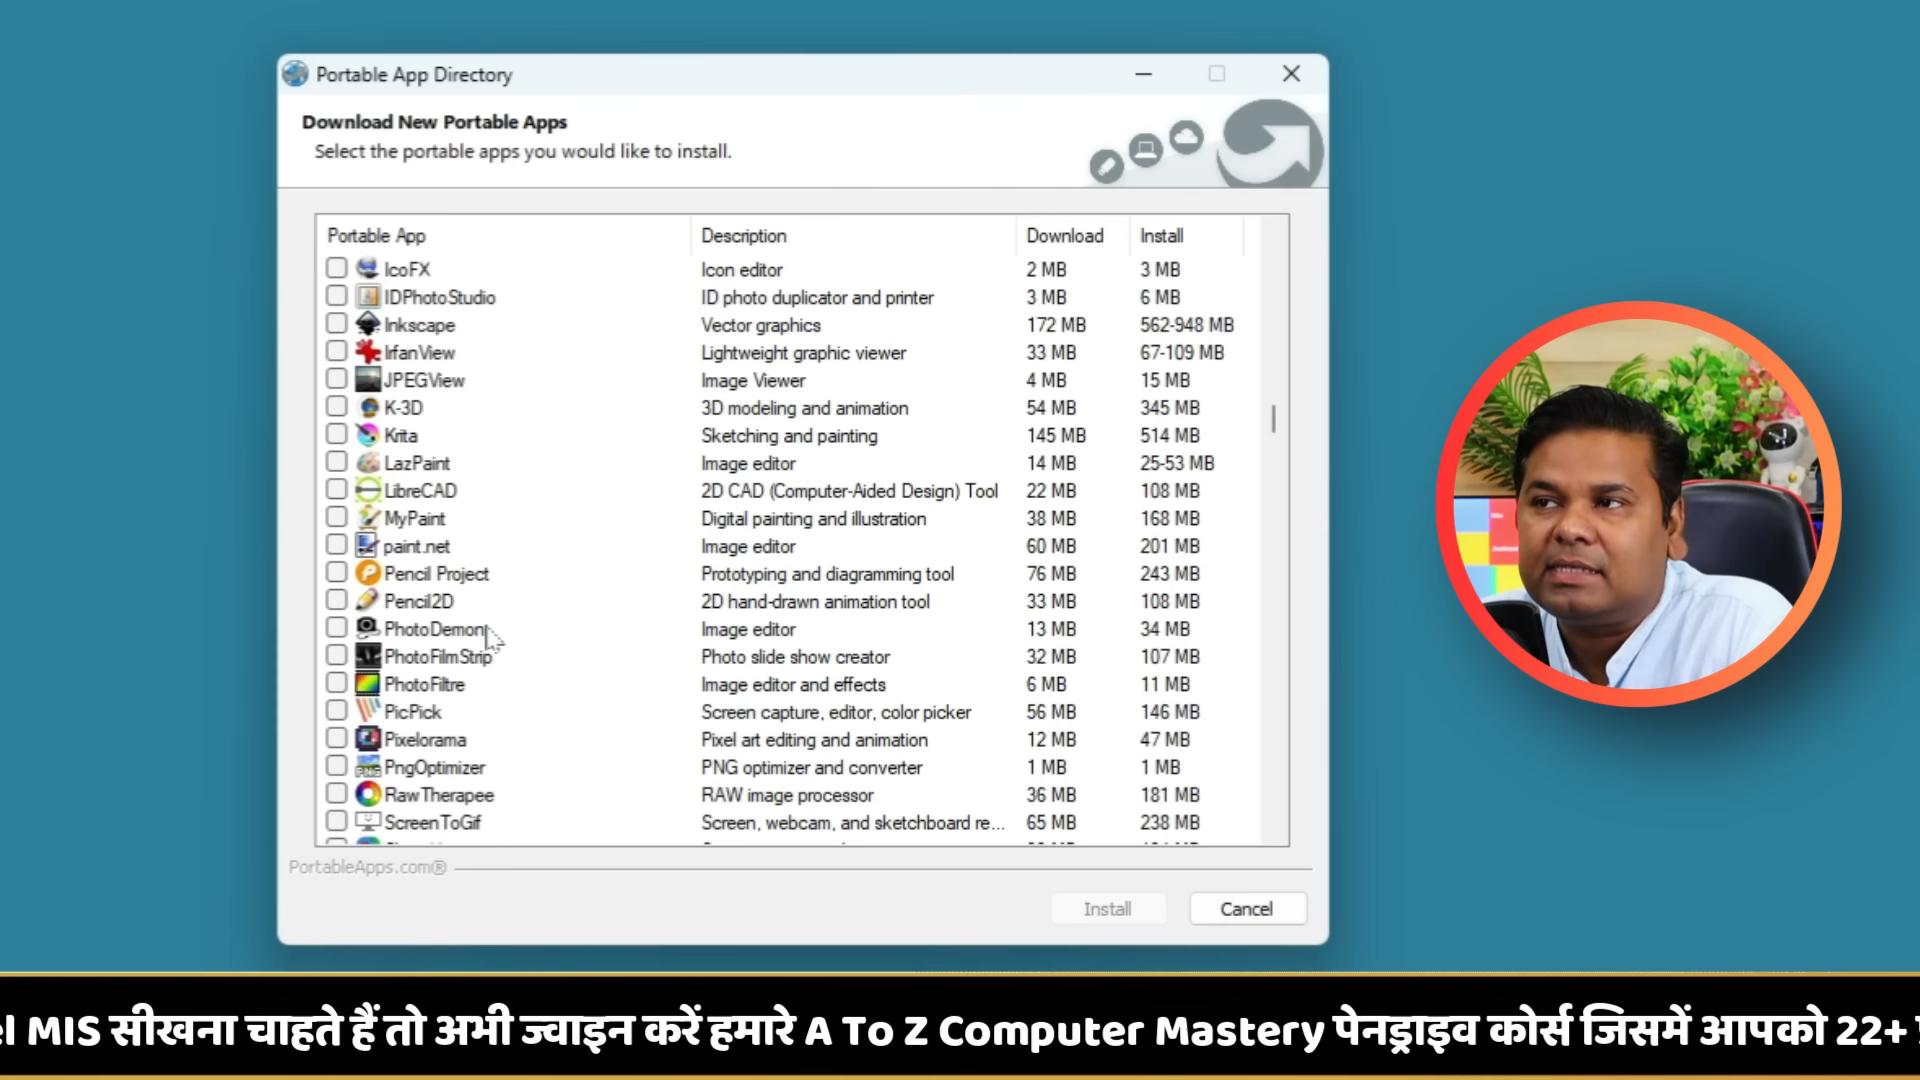 Portable App Directory
Download New Portable Apps
Select the portable apps you would like to install.
Portable App Description Download Install
IcoFX Icon editor 2 MB 3 MB
IDPhotoStudio ID photo duplicator and printer 3 MB 6 MB
Inkscape Vector graphics 172 MB 562-948 MB
IrfanView Lightweight graphic viewer 33 MB 67-109 MB
JPEGView Image Viewer 4 MB 15 MB
K-3D 3D modeling and animation 54 MB 345 MB
Krita Sketching and painting 145 MB 514 MB
LazPaint Image editor 14 MB 25-53 MB
LibreCAD 2D CAD (Computer-Aided Design) Tool 22 MB 108 MB
MyPaint Digital painting and illustration 38 MB 168 MB
paint.net Image editor 60 MB 201 MB
Pencil Project Prototyping and diagramming tool 76 MB 243 MB
Pencil2D 2D hand-drawn animation tool 33 MB 108 MB
PhotoDemon Image editor 13 MB 34 MB
PhotoFilmStrip Photo slide show creator 32 MB 107 MB
PhotoFiltre Image editor and effects 6 MB 11 MB
PicPick Screen capture, editor, color picker 56 MB 146 MB
Pixelorama Pixel art editing and animation 12 MB 47 MB
PngOptimizer PNG optimizer and converter 1 MB 1 MB
RawTherapee RAW image processor 36 MB 181 MB
ScreenToGif Screen, webcam, and sketchboard re... 65 MB 238 MB
PortableApps.com®
Install Cancel
MIS सीखना चाहते हैं तो अभी ज्वाइन करें हमारे A To Z Computer Mastery पेनड्राइव कोर्स जिसमें आपको 22+